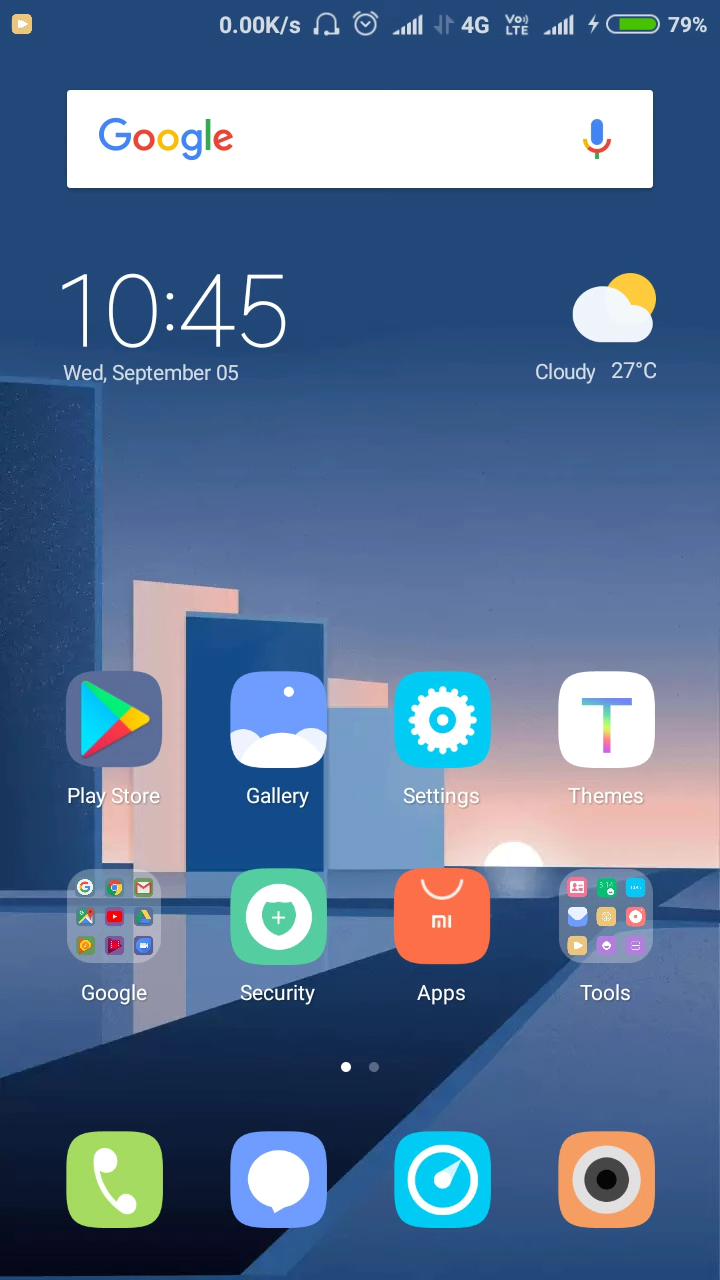 0.00K/s 4G Vo) LTE 79%
Google
10:45
Wed, September 05
Cloudy 27°C
T
Play Store Gallery Settings Themes
mi
Google Security Apps Tools